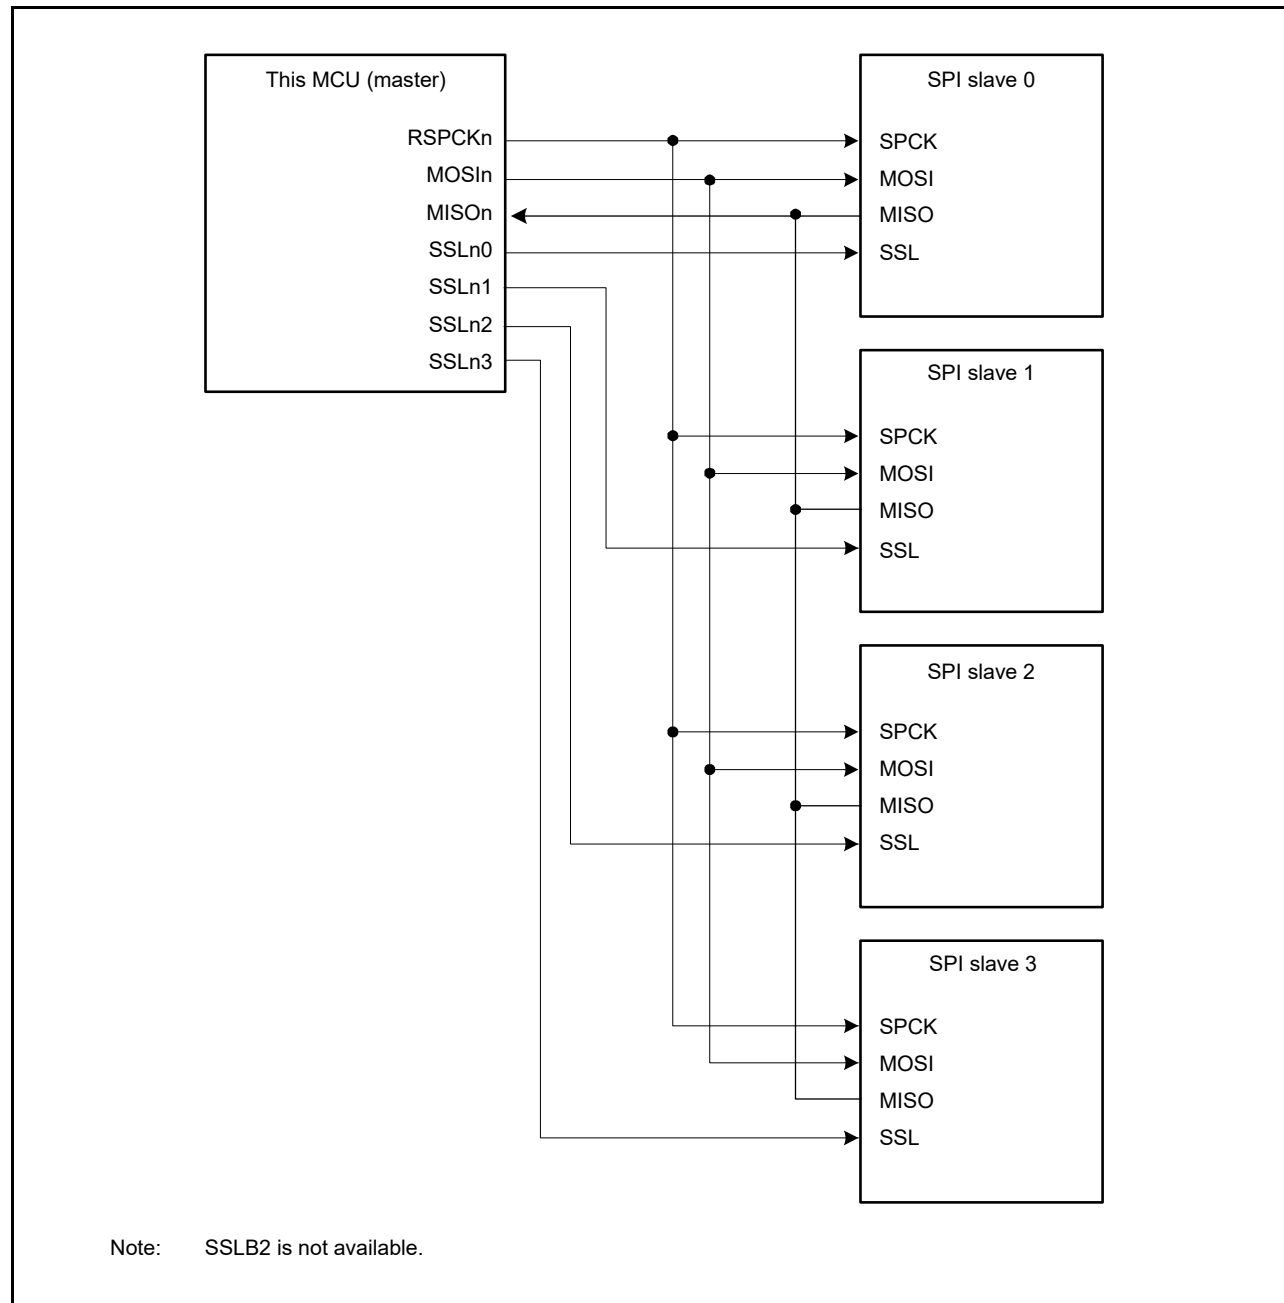 This MCU (master)
RSPCKn
MOSIn
MISOn
SSLn0
SSLn1
SSLn2
SSLn3
SPI slave 0
SPCK
MOSI
MISO
SSL
SPI slave 1
SPCK
MOSI
MISO
SSL
SPI slave 2
SPCK
MOSI
MISO
SSL
SPI slave 3
SPCK
MOSI
MISO
SSL
Note: SSLB2 is not available.